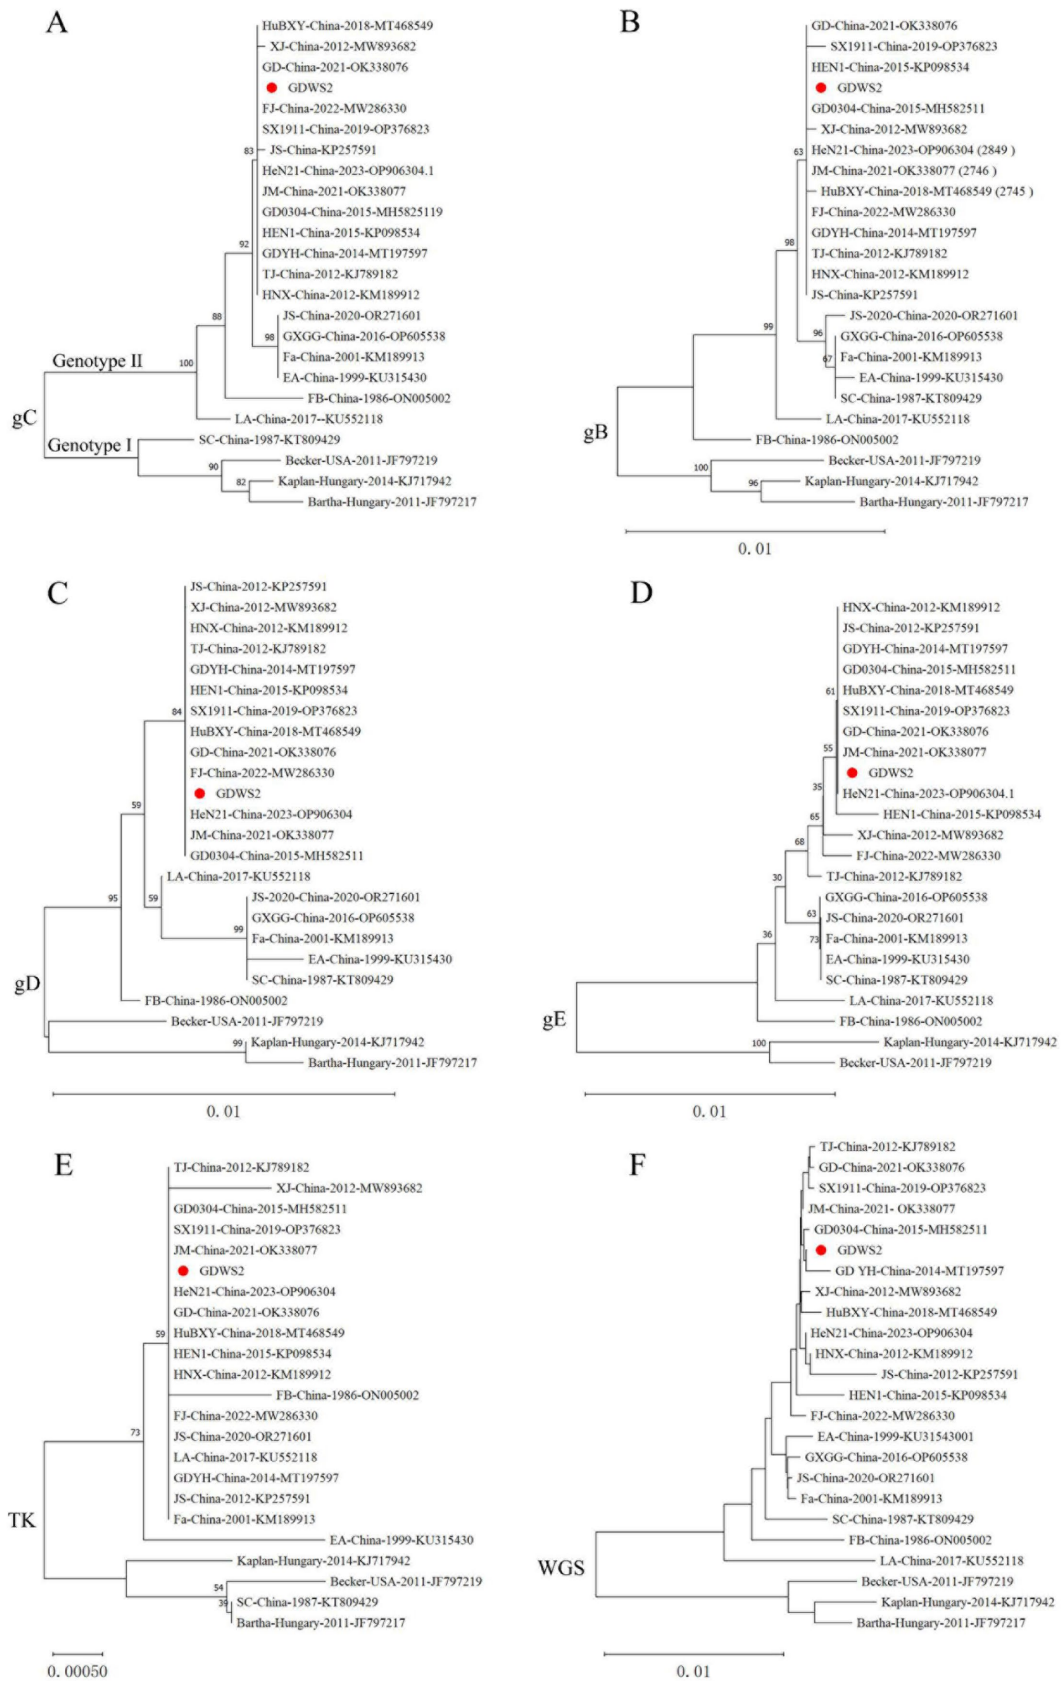 A
HuBXY-China-2018-MT468549
XJ-China-2012-MW893682
GD-China-2021-OK338076
GDWS2
FJ-China-2022-MW286330
SX1911-China-2019-OP376823
83
JS-China-KP257591
HeN21-China-2023-OP906304.1
JM-China-2021-OK338077
GD0304-China-2015-MH5825119
HEN1-China-2015-KP098534
92
GDYH-China-2014-MT197597
TJ-China-2012-KJ789182
HNX-China-2012-KM189912
88
JS-China-2020-OR271601
98
GXGG-China-2016-OP605538
Genotype II
100
Fa-China-2001-KM189913
EA-China-1999-KU315430
FB-China-1986-ON005002
gC
LA-China-2017--KU552118
Genotype I
SC-China-1987-KT809429
90
Becker-USA-2011-JF797219
82
Kaplan-Hungary-2014-KJ717942
Bartha-Hungary-2011-JF797217
B
GD-China-2021-OK338076
SX1911-China-2019-OP376823
HEN1-China-2015-KP098534
GDWS2
GD0304-China-2015-MH582511
XJ-China-2012-MW893682
63
HeN21-China-2023-OP906304 (2849 )
JM-China-2021-OK338077 (2746 )
HuBXY-China-2018-MT468549 (2745 )
FJ-China-2022-MW286330
GDYH-China-2014-MT197597
98
TJ-China-2012-KJ789182
HNX-China-2012-KM189912
JS-China-KP257591
JS-2020-China-2020-OR271601
99
96
GXGG-China-2016-OP605538
67
Fa-China-2001-KM189913
EA-China-1999-KU315430
SC-China-1987-KT809429
LA-China-2017-KU552118
gB
FB-China-1986-ON005002
100
Becker-USA-2011-JF797219
96
Kaplan-Hungary-2014-KJ717942
Bartha-Hungary-2011-JF797217
0.01
C
JS-China-2012-KP257591
XJ-China-2012-MW893682
HNX-China-2012-KM189912
TJ-China-2012-KJ789182
GDYH-China-2014-MT197597
HEN1-China-2015-KP098534
84
SX1911-China-2019-OP376823
HuBXY-China-2018-MT468549
GD-China-2021-OK338076
FJ-China-2022-MW286330
GDWS2
59
HeN21-China-2023-OP906304
JM-China-2021-OK338077
GD0304-China-2015-MH582511
LA-China-2017-KU552118
95
59
JS-2020-China-2020-OR271601
GXGG-China-2016-OP605538
99
Fa-China-2001-KM189913
EA-China-1999-KU315430
gD
SC-China-1987-KT809429
FB-China-1986-ON005002
Becker-USA-2011-JF797219
99
Kaplan-Hungary-2014-KJ717942
Bartha-Hungary-2011-JF797217
0.01
D
HNX-China-2012-KM189912
JS-China-2012-KP257591
GDYH-China-2014-MT197597
GD0304-China-2015-MH582511
61
HuBXY-China-2018-MT468549
SX1911-China-2019-OP376823
GD-China-2021-OK338076
55
JM-China-2021-OK338077
GDWS2
35
HeN21-China-2023-OP906304.1
HEN1-China-2015-KP098534
65
XJ-China-2012-MW893682
68
FJ-China-2022-MW286330
30
TJ-China-2012-KJ789182
GXGG-China-2016-OP605538
63
JS-China-2020-OR271601
36
73
Fa-China-2001-KM189913
EA-China-1999-KU315430
SC-China-1987-KT809429
LA-China-2017-KU552118
gE
FB-China-1986-ON005002
100
Kaplan-Hungary-2014-KJ717942
Becker-USA-2011-JF797219
0.01
E
TJ-China-2012-KJ789182
XJ-China-2012-MW893682
GD0304-China-2015-MH582511
SX1911-China-2019-OP376823
JM-China-2021-OK338077
GDWS2
HeN21-China-2023-OP906304
GD-China-2021-OK338076
59
HuBXY-China-2018-MT468549
HEN1-China-2015-KP098534
HNX-China-2012-KM189912
FB-China-1986-ON005002
FJ-China-2022-MW286330
73
JS-China-2020-OR271601
LA-China-2017-KU552118
GDYH-China-2014-MT197597
JS-China-2012-KP257591
TK
Fa-China-2001-KM189913
EA-China-1999-KU315430
Kaplan-Hungary-2014-KJ717942
54
Becker-USA-2011-JF797219
39
SC-China-1987-KT809429
Bartha-Hungary-2011-JF797217
0.00050
F
TJ-China-2012-KJ789182
GD-China-2021-OK338076
SX1911-China-2019-OP376823
JM-China-2021- OK338077
GD0304-China-2015-MH582511
GDWS2
GD YH-China-2014-MT197597
XJ-China-2012-MW893682
HuBXY-China-2018-MT468549
HeN21-China-2023-OP906304
HNX-China-2012-KM189912
JS-China-2012-KP257591
HEN1-China-2015-KP098534
FJ-China-2022-MW286330
EA-China-1999-KU31543001
GXGG-China-2016-OP605538
JS-China-2020-OR271601
Fa-China-2001-KM189913
SC-China-1987-KT809429
FB-China-1986-ON005002
LA-China-2017-KU552118
WGS
Becker-USA-2011-JF797219
Kaplan-Hungary-2014-KJ717942
Bartha-Hungary-2011-JF797217
0.01